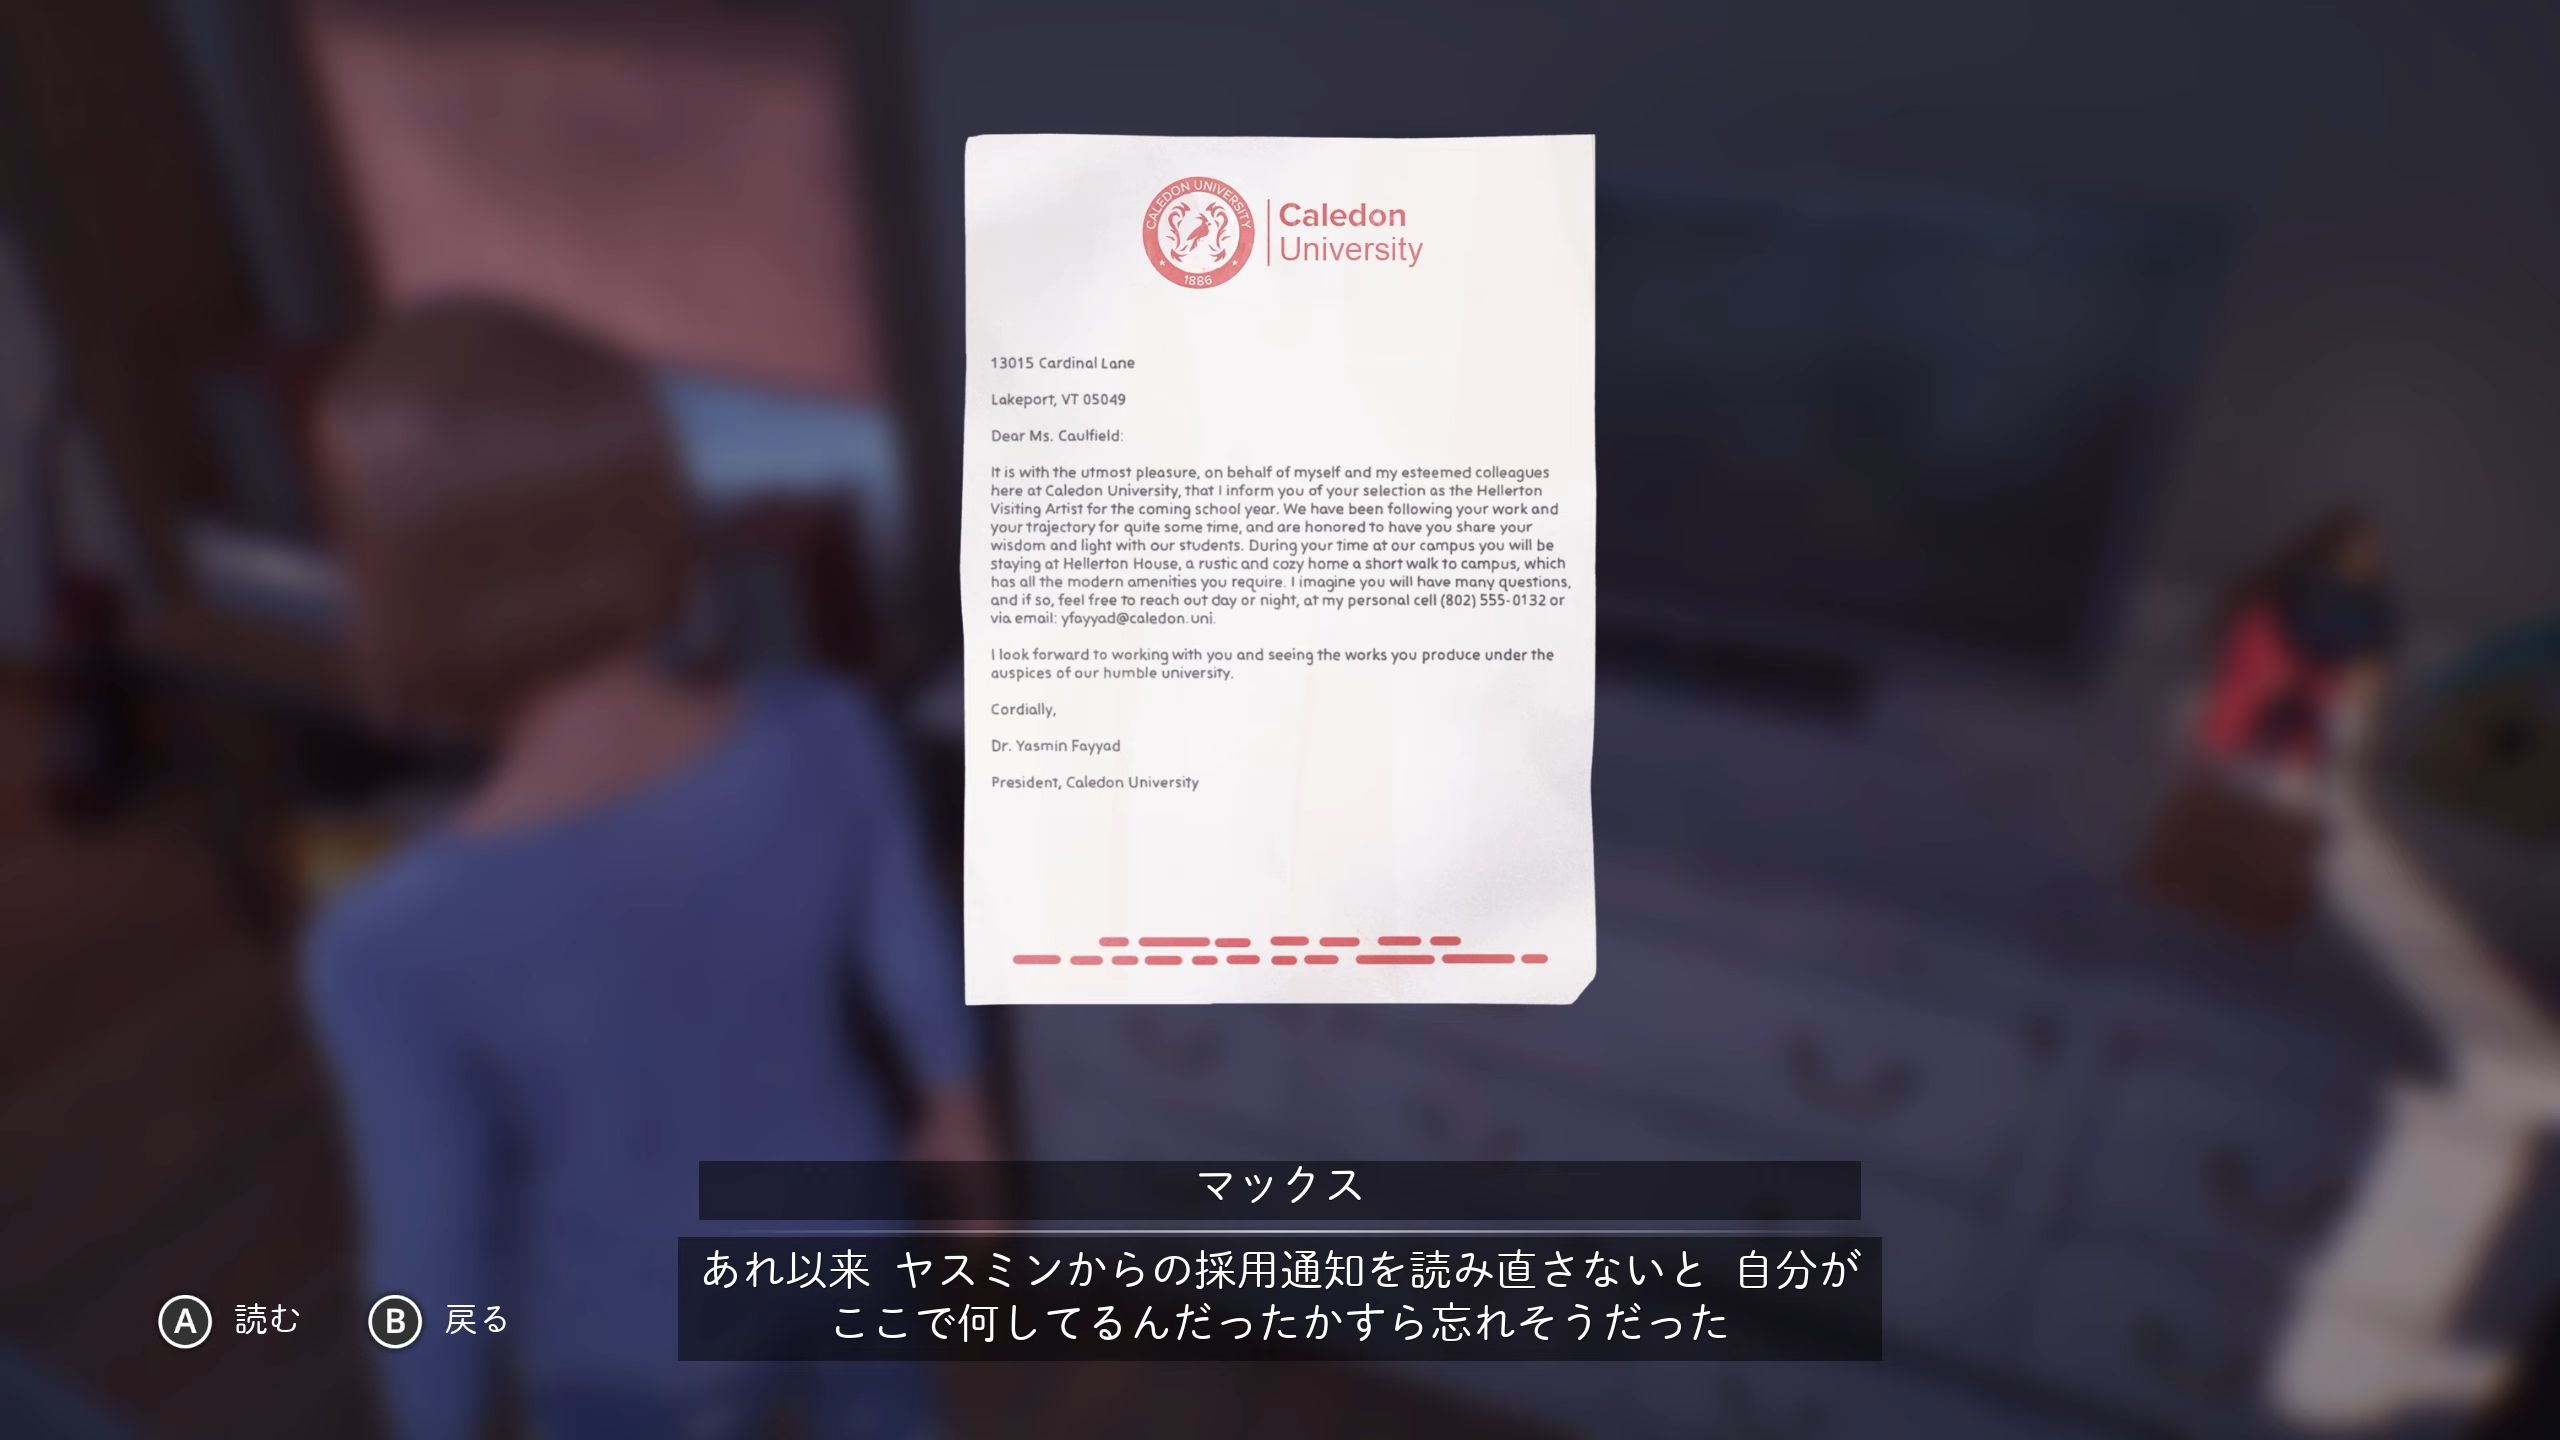 CALEDON UNIVERSITY
1886
Caledon
University
13015 Cardinal Lane
Lakeport, VT 05049
Dear Ms. Caulfield:
It is with the utmost pleasure, on behalf of myself and my esteemed colleagues
here at Caledon University, that I inform you of your selection as the Hellerton
Visiting Artist for the coming school year. We have been following your work and
your trajectory for quite some time, and are honored to have you share your
wisdom and light with our students. During your time at our campus you will be
staying at Hellerton House, a rustic and cozy home a short walk to campus, which
has all the modern amenities you require. I imagine you will have many questions,
and if so, feel free to reach out day or night, at my personal cell (802) 555-0132 or
via email: yfayyad@caledon.uni.
I look forward to working with you and seeing the works you produce under the
auspices of our humble university.
Cordially,
Dr. Yasmin Fayyad
President, Caledon University
マックス
あれ以来 ヤスミンからの採用通知を読み直さないと 自分が
ここで何してるんだったかすら忘れそうだった
A 読む B 戻る